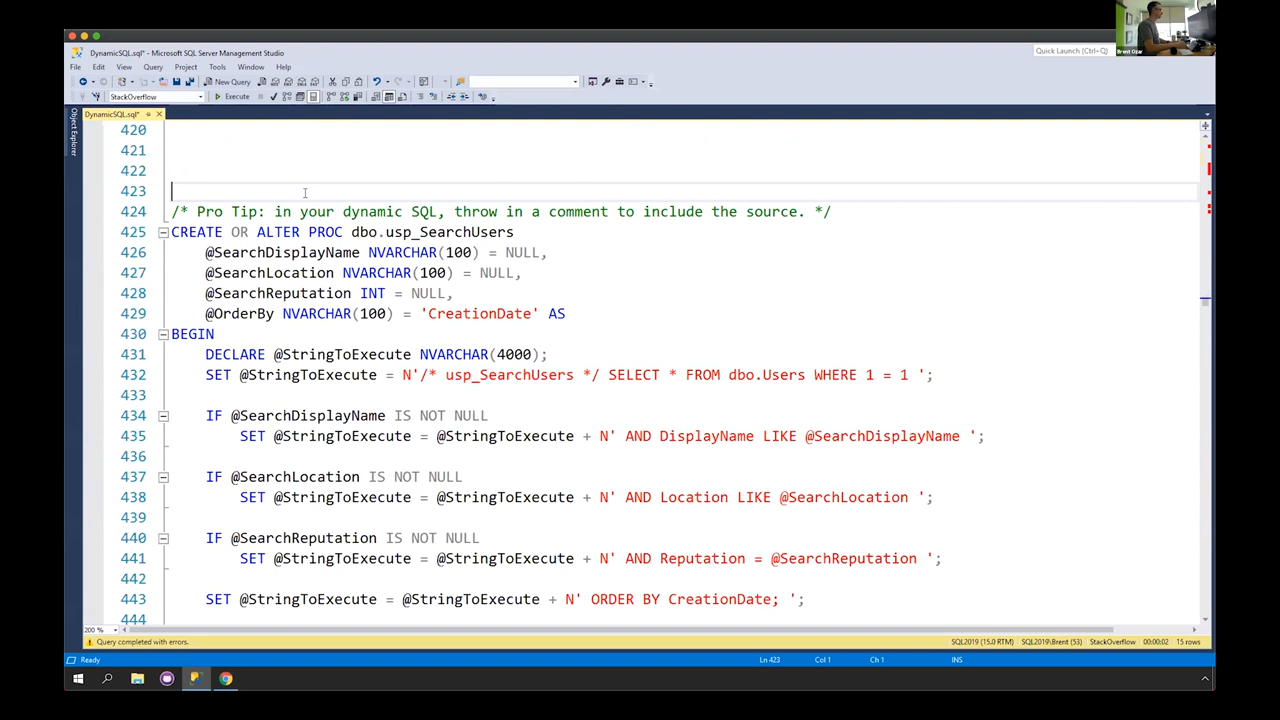 Brent Ozar
DynamicSQL.sql* - Microsoft SQL Server Management Studio
Quick Launch (Ctrl+Q)
File Edit View Query Project Tools Window Help
New Query
StackOverflow Execute
DynamicSQL.sql*
Object Explorer
420
421
422
423
424 /* Pro Tip: in your dynamic SQL, throw in a comment to include the source. */
425 CREATE OR ALTER PROC dbo.usp_SearchUsers
426 @SearchDisplayName NVARCHAR(100) = NULL,
427 @SearchLocation NVARCHAR(100) = NULL,
428 @SearchReputation INT = NULL,
429 @OrderBy NVARCHAR(100) = 'CreationDate' AS
430 BEGIN
431 DECLARE @StringToExecute NVARCHAR(4000);
432 SET @StringToExecute = N'/* usp_SearchUsers */ SELECT * FROM dbo.Users WHERE 1 = 1 ';
433
434 IF @SearchDisplayName IS NOT NULL
435 SET @StringToExecute = @StringToExecute + N' AND DisplayName LIKE @SearchDisplayName ';
436
437 IF @SearchLocation IS NOT NULL
438 SET @StringToExecute = @StringToExecute + N' AND Location LIKE @SearchLocation ';
439
440 IF @SearchReputation IS NOT NULL
441 SET @StringToExecute = @StringToExecute + N' AND Reputation = @SearchReputation ';
442
443 SET @StringToExecute = @StringToExecute + N' ORDER BY CreationDate; ';
444
200 %
Query completed with errors. SQL2019 (15.0 RTM) SQL2019\Brent (53) StackOverflow 00:00:02 15 rows
Ready Ln 423 Col 1 Ch 1 INS